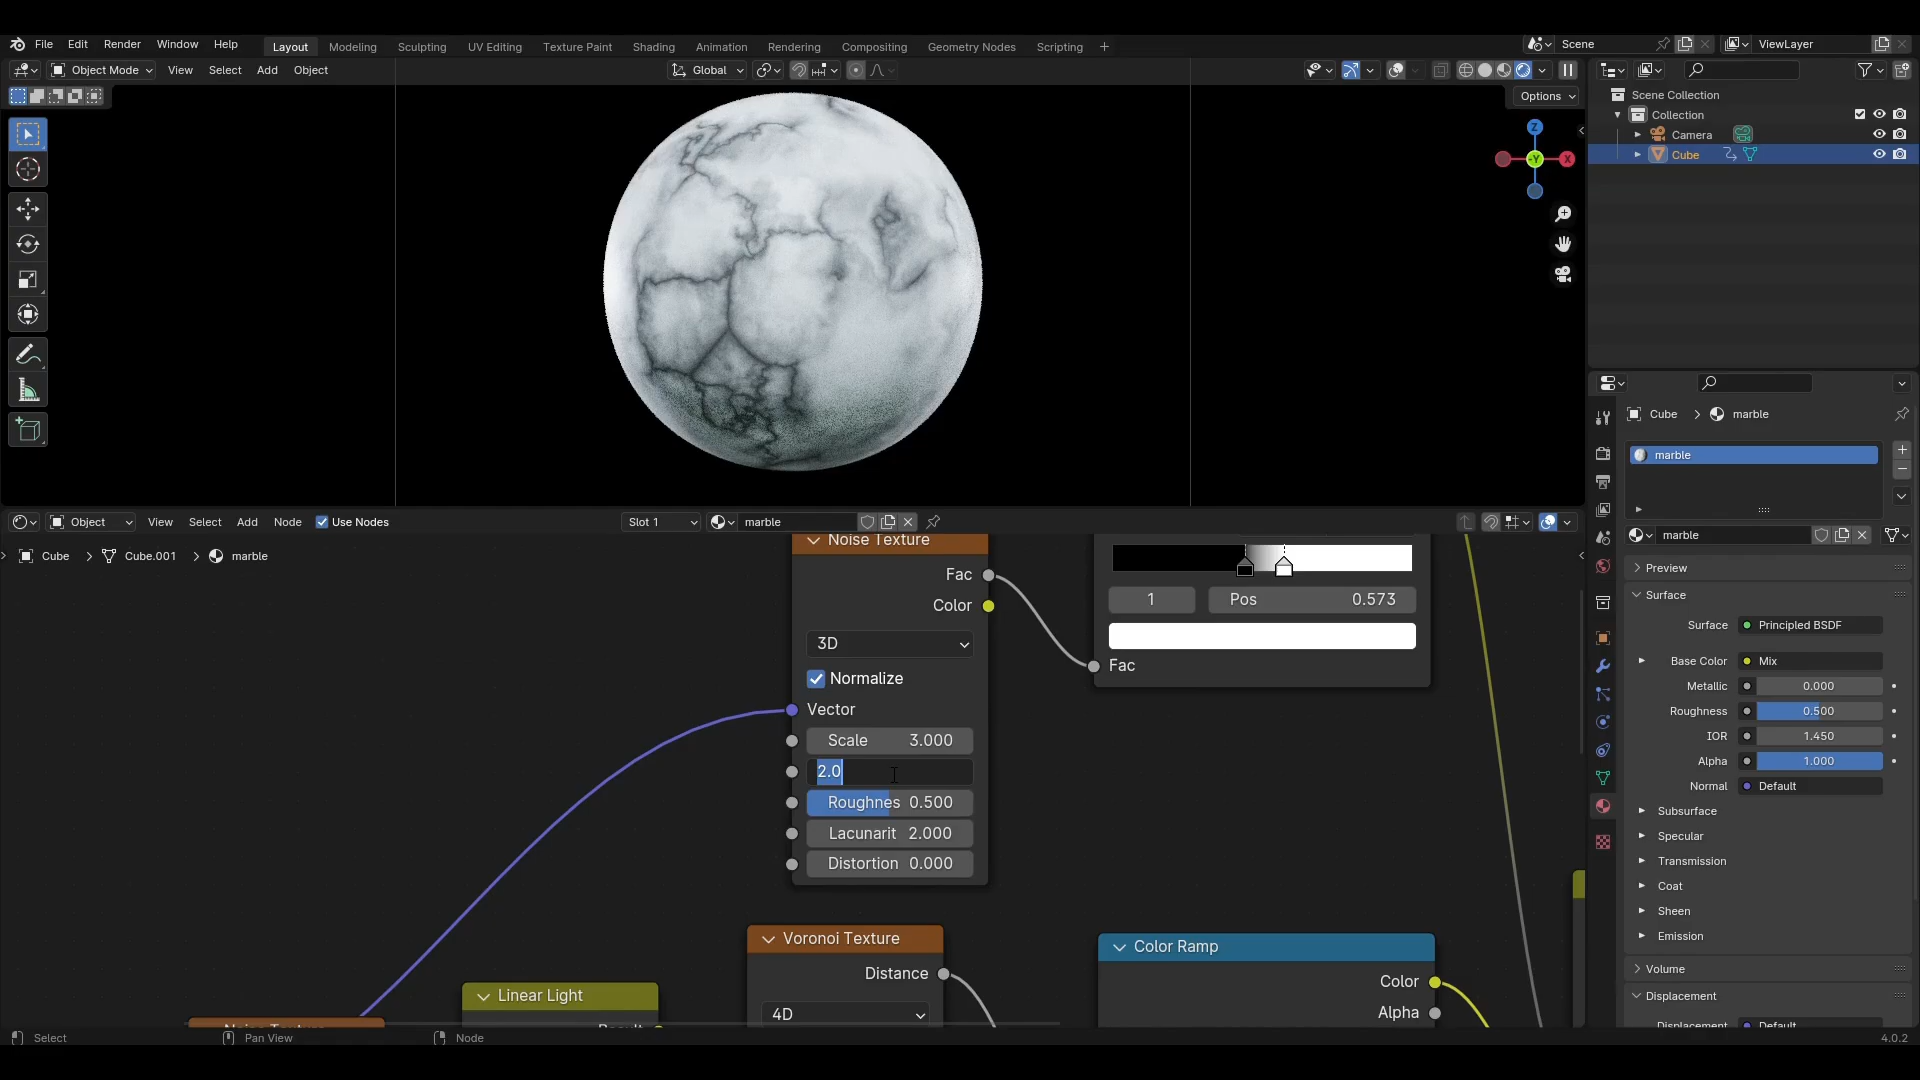 File Edit Render Window Help Layout Modeling Sculpting UV Editing Texture Paint Shading Animation Rendering Compositing Geometry Nodes Scripting + Scene ViewLayer
Object Mode View Select Add Object Global
Options
Scene Collection
Collection
Camera
Cube
Z
-Y
X
Cube > marble
marble
marble
Preview
Surface
Surface Principled BSDF
Base Color Mix
Metallic 0.000
Roughness 0.500
IOR 1.450
Alpha 1.000
Normal Default
Subsurface
Specular
Transmission
Coat
Sheen
Emission
Volume
Displacement
Displacement Default
Object View Select Add Node Use Nodes Slot 1 marble
Cube > Cube.001 > marble
Noise Texture
Fac
Color
3D
Normalize
Vector
Scale 3.000
2.0
Roughnes 0.500
Lacunarit 2.000
Distortion 0.000
1 Pos 0.573
Fac
Voronoi Texture
Distance
4D
Color Ramp
Color
Alpha
Linear Light
Result
Noise Texture
Select Pan View Node 4.0.2